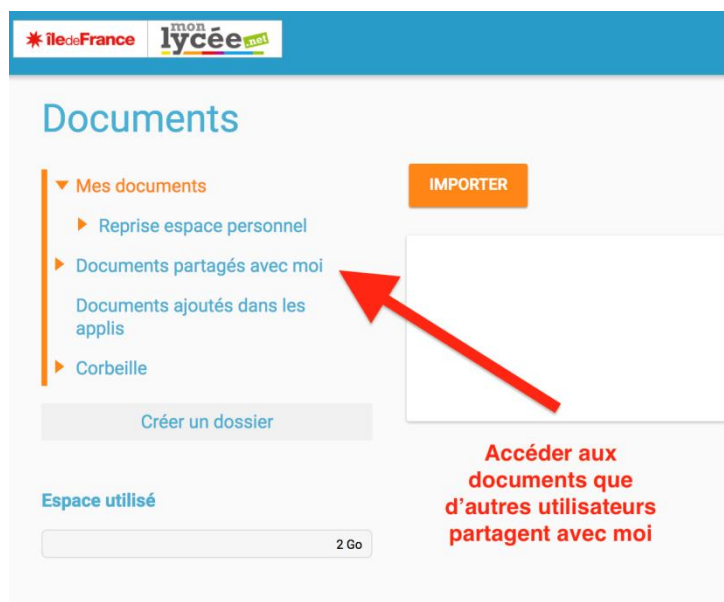 îledeFrance
mon
lycée.net
Documents
Mes documents
Reprise espace personnel
Documents partagés avec moi
Documents ajoutés dans les
applis
Corbeille
Créer un dossier
Espace utilisé
2 Go
IMPORTER
Accéder aux
documents que
d'autres utilisateurs
partagent avec moi